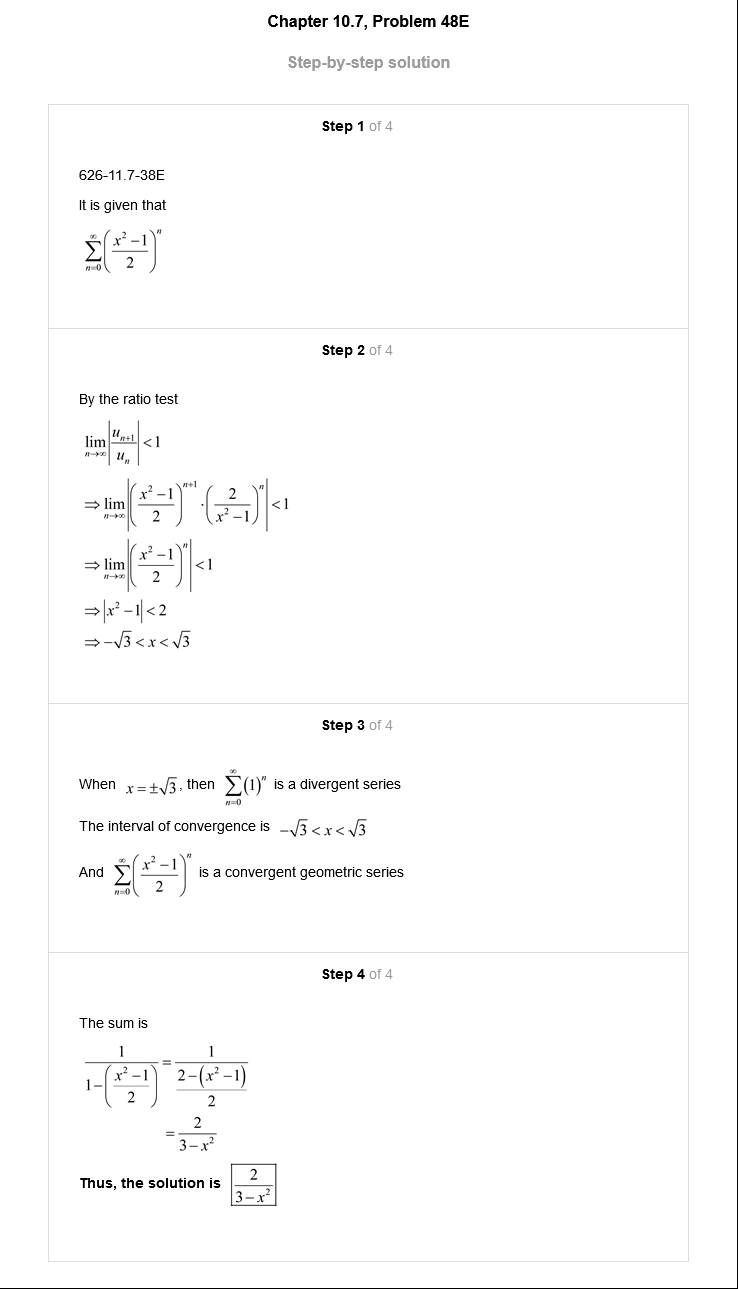 Chapter 10.7, Problem 48E
Step-by-step solution
Step 1 of 4
626-11.7-38E
It is given that
$\sum_{n=0}^{\infty}\left(\frac{x^2-1}{2}\right)^n$
Step 2 of 4
By the ratio test
$\lim_{n\to\infty}\left|\frac{u_{n+1}}{u_n}\right|<1$
$\Rightarrow \lim_{n\to\infty}\left|\left(\frac{x^2-1}{2}\right)^{n+1}\cdot\left(\frac{2}{x^2-1}\right)^n\right|<1$
$\Rightarrow \lim_{n\to\infty}\left|\left(\frac{x^2-1}{2}\right)^n\right|<1$
$\Rightarrow |x^2-1|<2$
$\Rightarrow -\sqrt{3}<x<\sqrt{3}$
Step 3 of 4
When $x=\pm\sqrt{3}$, then $\sum_{n=0}^{\infty}(1)^n$ is a divergent series
The interval of convergence is $-\sqrt{3}<x<\sqrt{3}$
And $\sum_{n=0}^{\infty}\left(\frac{x^2-1}{2}\right)^n$ is a convergent geometric series
Step 4 of 4
The sum is
$\frac{1}{1-\left(\frac{x^2-1}{2}\right)}=\frac{1}{\frac{2-(x^2-1)}{2}}$
$=\frac{2}{3-x^2}$
Thus, the solution is $\boxed{\frac{2}{3-x^2}}$